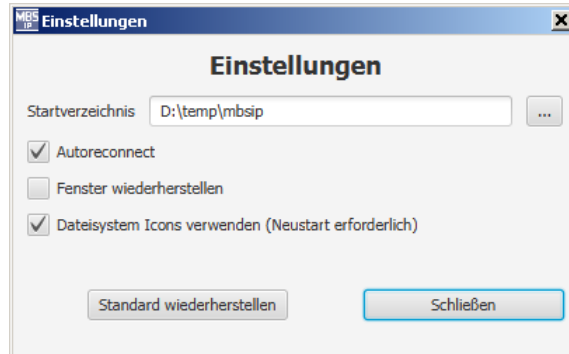 MBS IP Einstellungen
Einstellungen
Startverzeichnis D:\temp\mbsip ...
Autoreconnect
Fenster wiederherstellen
Dateisystem Icons verwenden (Neustart erforderlich)
Standard wiederherstellen Schließen